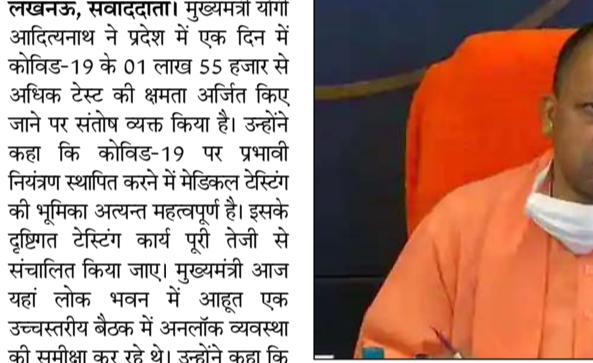 लखनऊ, संवाददाता। मुख्यमंत्री योगी
आदित्यनाथ ने प्रदेश में एक दिन में
कोविड-19 के 01 लाख 55 हजार से
अधिक टेस्ट की क्षमता अर्जित किए
जाने पर संतोष व्यक्त किया है। उन्होंने
कहा कि कोविड-19 पर प्रभावी
नियंत्रण स्थापित करने में मेडिकल टेस्टिंग
की भूमिका अत्यन्त महत्वपूर्ण है। इसके
दृष्टिगत टेस्टिंग कार्य पूरी तेजी से
संचालित किया जाए। मुख्यमंत्री आज
यहां लोक भवन में आहूत एक
उच्चस्तरीय बैठक में अनलॉक व्यवस्था
की समीक्षा कर रहे थे। उन्होंने कहा कि